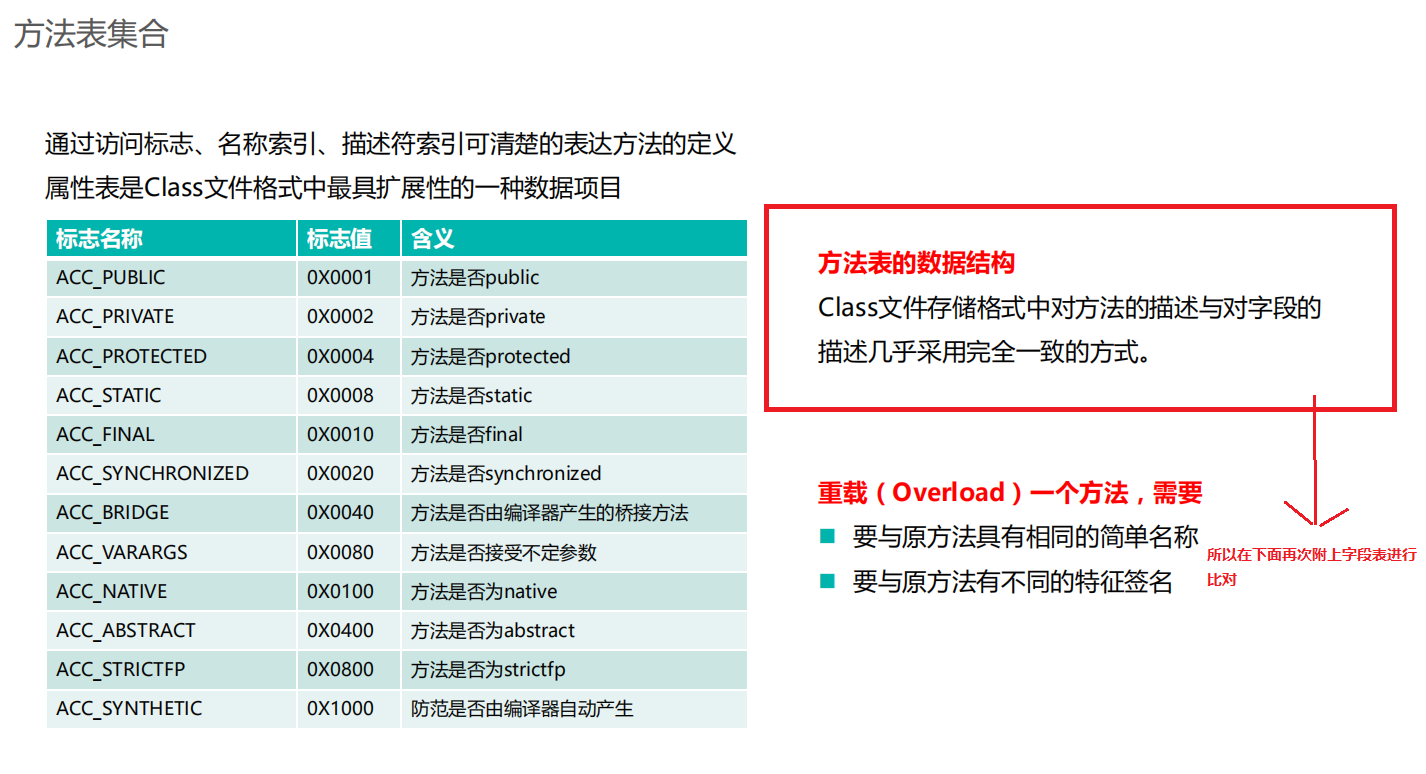 方法表集合
通过访问标志、名称索引、描述符索引可清楚的表达方法的定义
属性表是Class文件格式中最具扩展性的一种数据项目
标志名称 标志值 含义
ACC_PUBLIC 0X0001 方法是否public
ACC_PRIVATE 0X0002 方法是否private
ACC_PROTECTED 0X0004 方法是否protected
ACC_STATIC 0X0008 方法是否static
ACC_FINAL 0X0010 方法是否final
ACC_SYNCHRONIZED 0X0020 方法是否synchronized
ACC_BRIDGE 0X0040 方法是否由编译器产生的桥接方法
ACC_VARARGS 0X0080 方法是否接受不定参数
ACC_NATIVE 0X0100 方法是否为native
ACC_ABSTRACT 0X0400 方法是否为abstract
ACC_STRICTFP 0X0800 方法是否为strictfp
ACC_SYNTHETIC 0X1000 防范是否由编译器自动产生
方法表的数据结构
Class文件存储格式中对方法的描述与对字段的
描述几乎采用完全一致的方式。
重载（Overload）一个方法，需要
要与原方法具有相同的简单名称
要与原方法有不同的特征签名
所以在下面再次附上字段表进行
比对